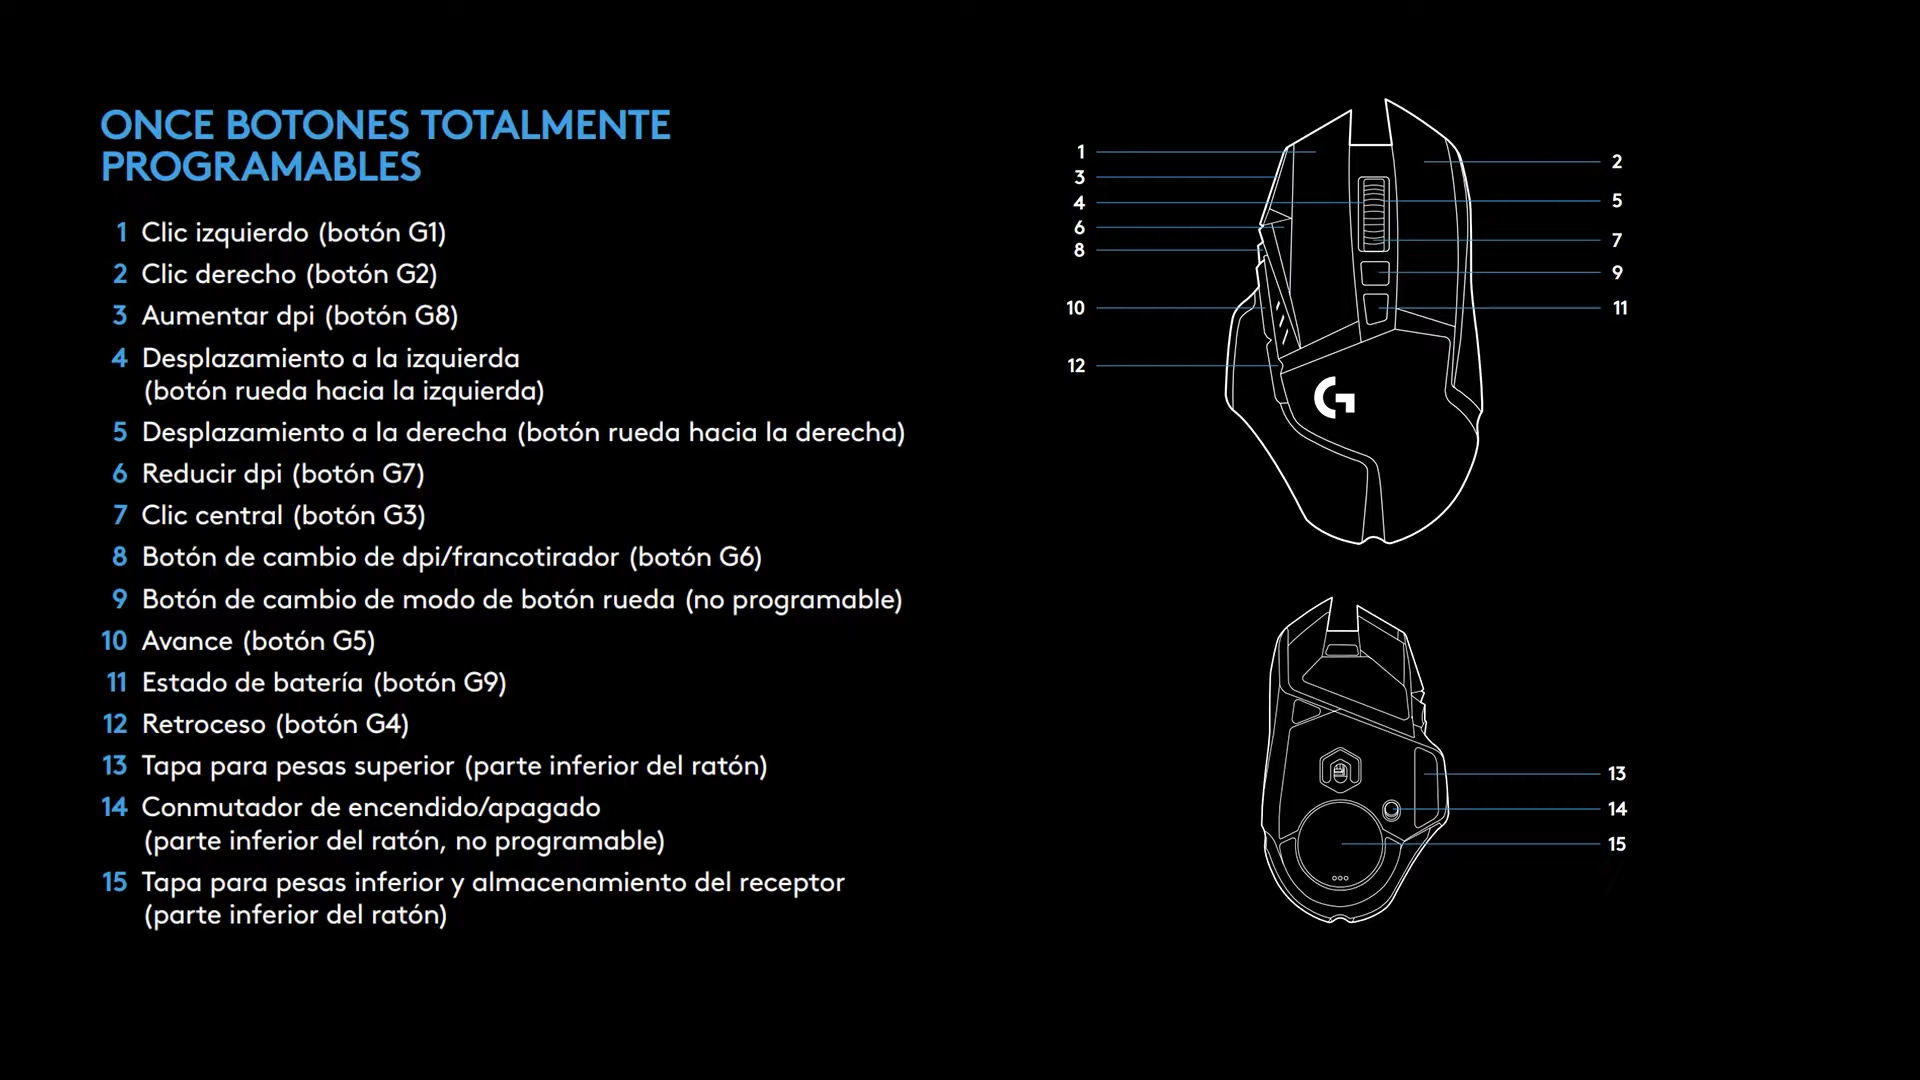 ONCE BOTONES TOTALMENTE
PROGRAMABLES
1 Clic izquierdo (botón G1)
2 Clic derecho (botón G2)
3 Aumentar dpi (botón G8)
4 Desplazamiento a la izquierda
(botón rueda hacia la izquierda)
5 Desplazamiento a la derecha (botón rueda hacia la derecha)
6 Reducir dpi (botón G7)
7 Clic central (botón G3)
8 Botón de cambio de dpi/francotirador (botón G6)
9 Botón de cambio de modo de botón rueda (no programable)
10 Avance (botón G5)
11 Estado de batería (botón G9)
12 Retroceso (botón G4)
13 Tapa para pesas superior (parte inferior del ratón)
14 Conmutador de encendido/apagado
(parte inferior del ratón, no programable)
15 Tapa para pesas inferior y almacenamiento del receptor
(parte inferior del ratón)
1
2
3
4
5
6
7
8
9
10
11
12
G
13
14
15